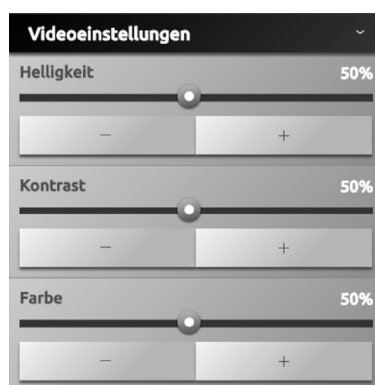 Videoeinstellungen
Helligkeit 50%
– +
Kontrast 50%
– +
Farbe 50%
– +